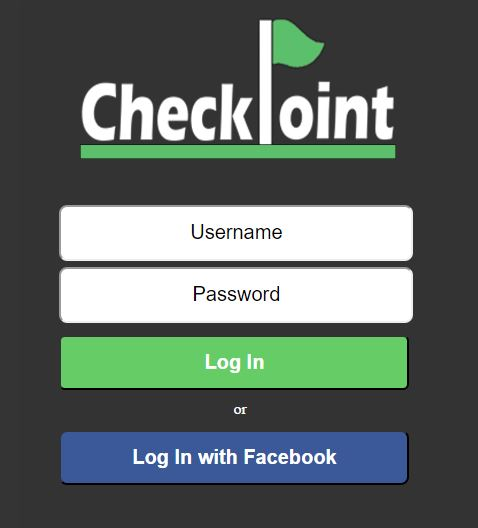 CheckPoint
Username
Password
Log In
or
Log In with Facebook